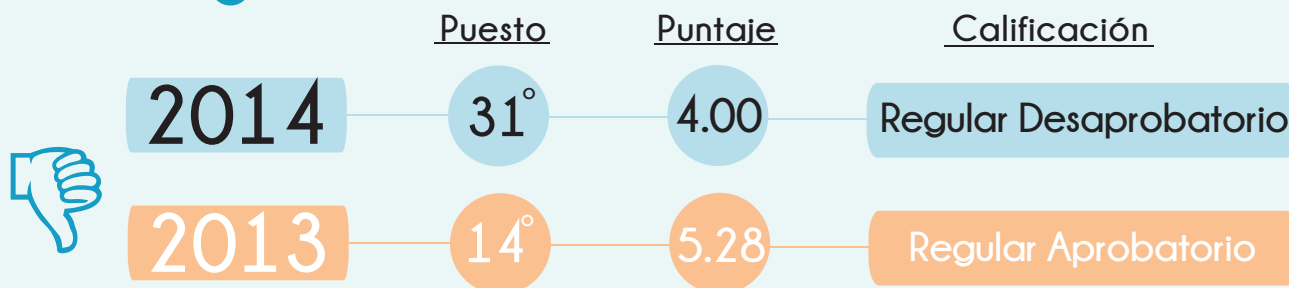 Puesto Puntaje Calificación
2014 31° 4.00 Regular Desaprobatorio
2013 14° 5.28 Regular Aprobatorio